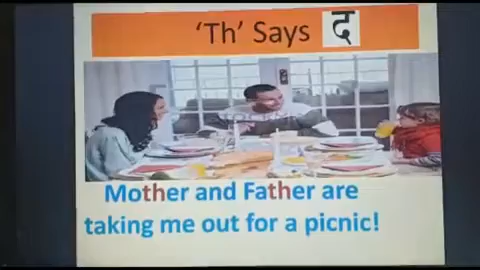 ‘Th’ Says द
Mother and Father are
taking me out for a picnic!